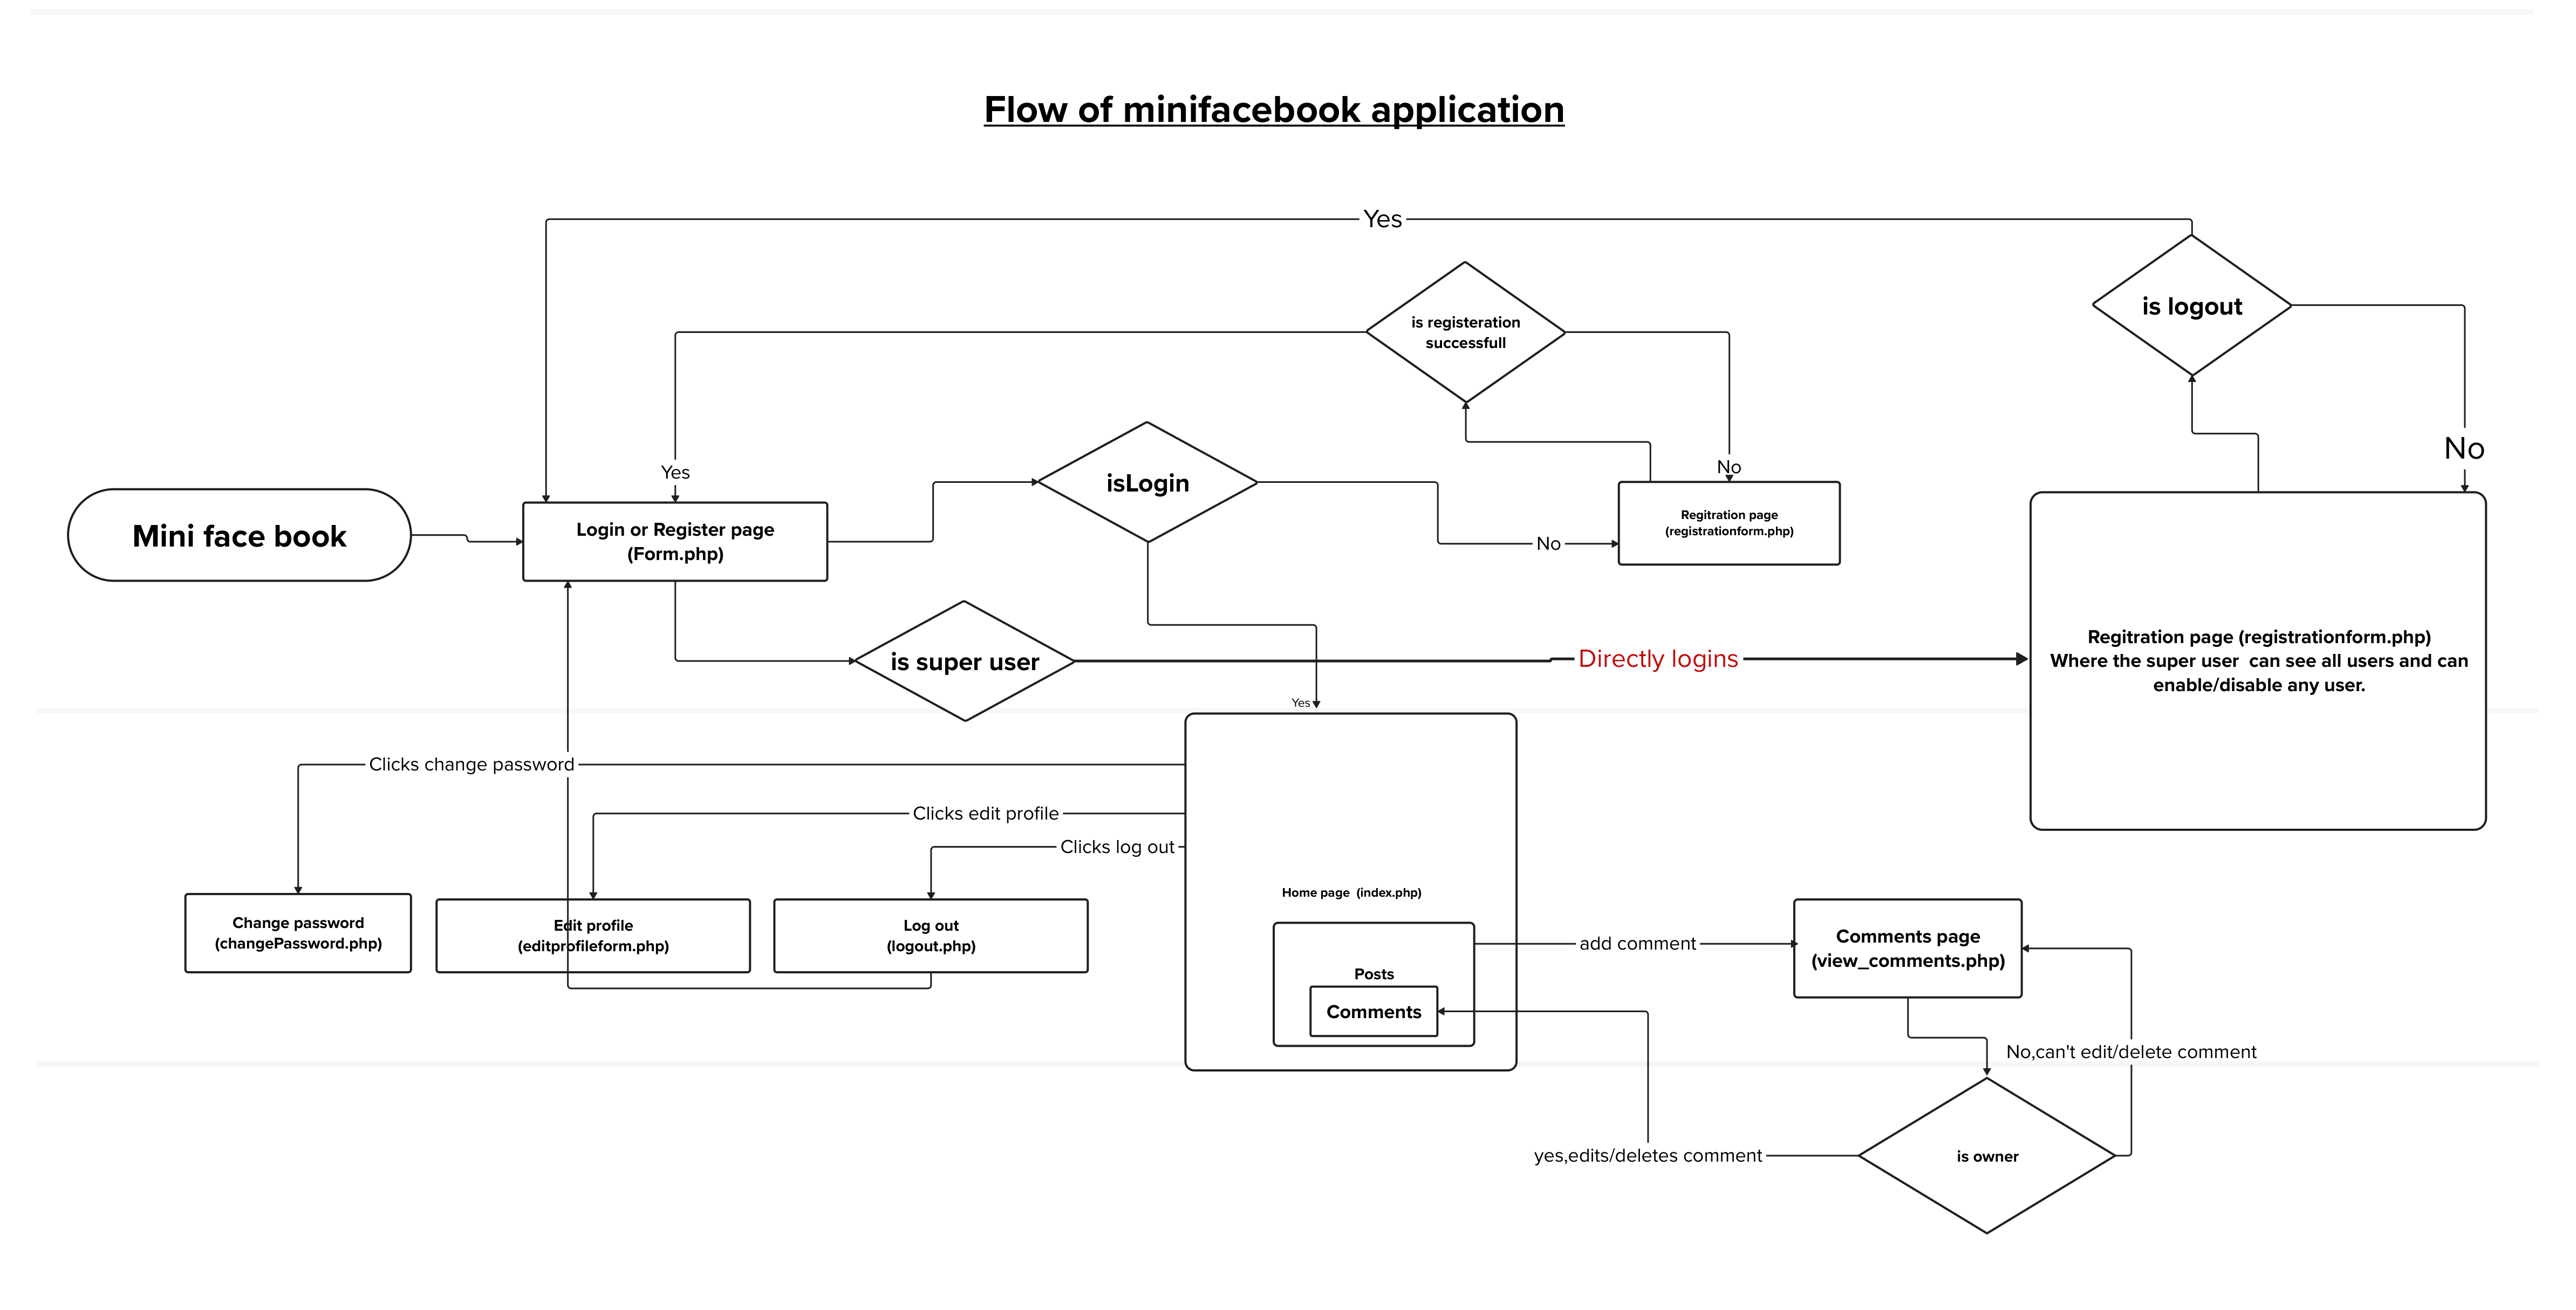 Flow of minifacebook application
Yes
is logout
is registeration
successfull
Yes
No
No
isLogin
Mini face book
Login or Register page
(Form.php)
No
Regitration page
(registrationform.php)
is super user
Directly logins
Regitration page (registrationform.php)
Where the super user  can see all users and can
enable/disable any user.
Yes
Clicks change password
Clicks edit profile
Clicks log out
Home page  (index.php)
Change password
(changePassword.php)
Edit profile
(editprofileform.php)
Log out
(logout.php)
Posts
Comments
add comment
Comments page
(view_comments.php)
No,can't edit/delete comment
yes,edits/deletes comment
is owner